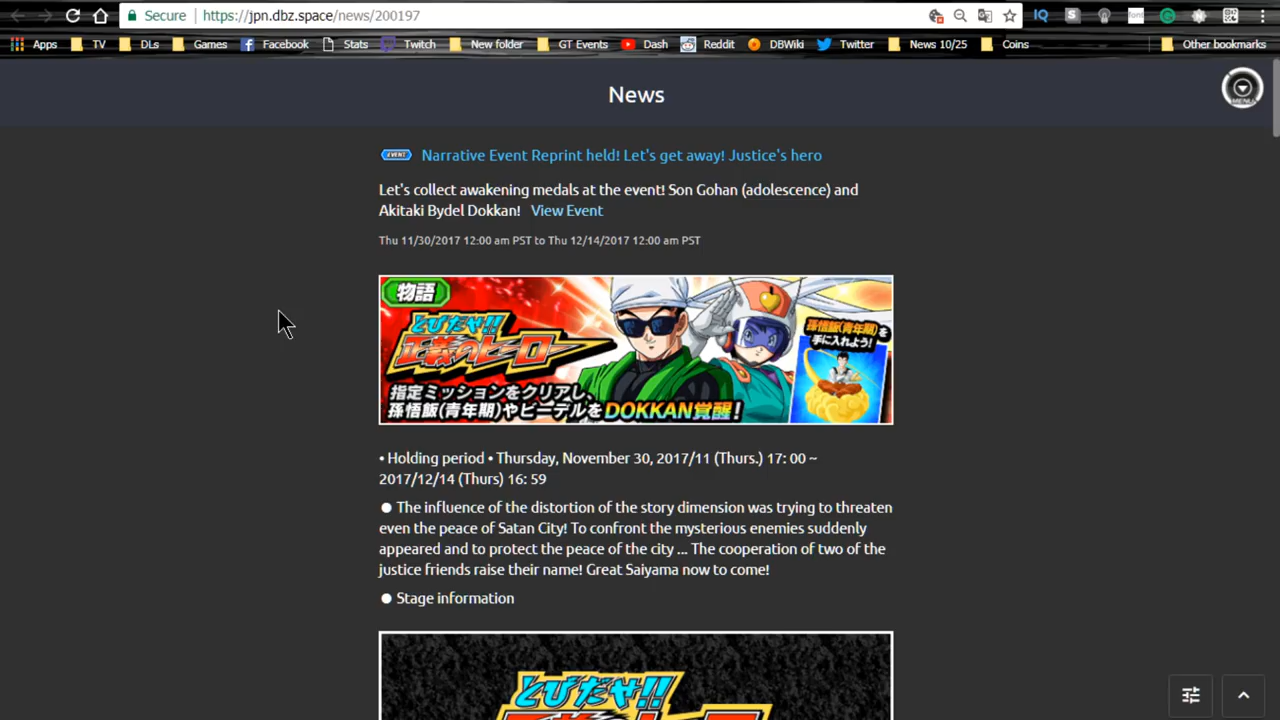 Secure https://jpn.dbz.space/news/200197
Apps TV DLs Games Facebook Stats Twitch New folder GT Events Dash Reddit DBWiki Twitter News 10/25 Coins Other bookmarks
News
MENU
EVENT Narrative Event Reprint held! Let's get away! Justice's hero
Let's collect awakening medals at the event! Son Gohan (adolescence) and
Akitaki Bydel Dokkan! View Event
Thu 11/30/2017 12:00 am PST to Thu 12/14/2017 12:00 am PST
物語
とびだせ!!
正義のヒーロー
孫悟飯(青年期)を
手に入れよう!
指定ミッションをクリアし、
孫悟飯(青年期)やビーデルをDOKKAN覚醒!
• Holding period • Thursday, November 30, 2017/11 (Thurs.) 17: 00 ~
2017/12/14 (Thurs) 16: 59
● The influence of the distortion of the story dimension was trying to threaten
even the peace of Satan City! To confront the mysterious enemies suddenly
appeared and to protect the peace of the city ... The cooperation of two of the
justice friends raise their name! Great Saiyama now to come!
● Stage information
とびだせ!!